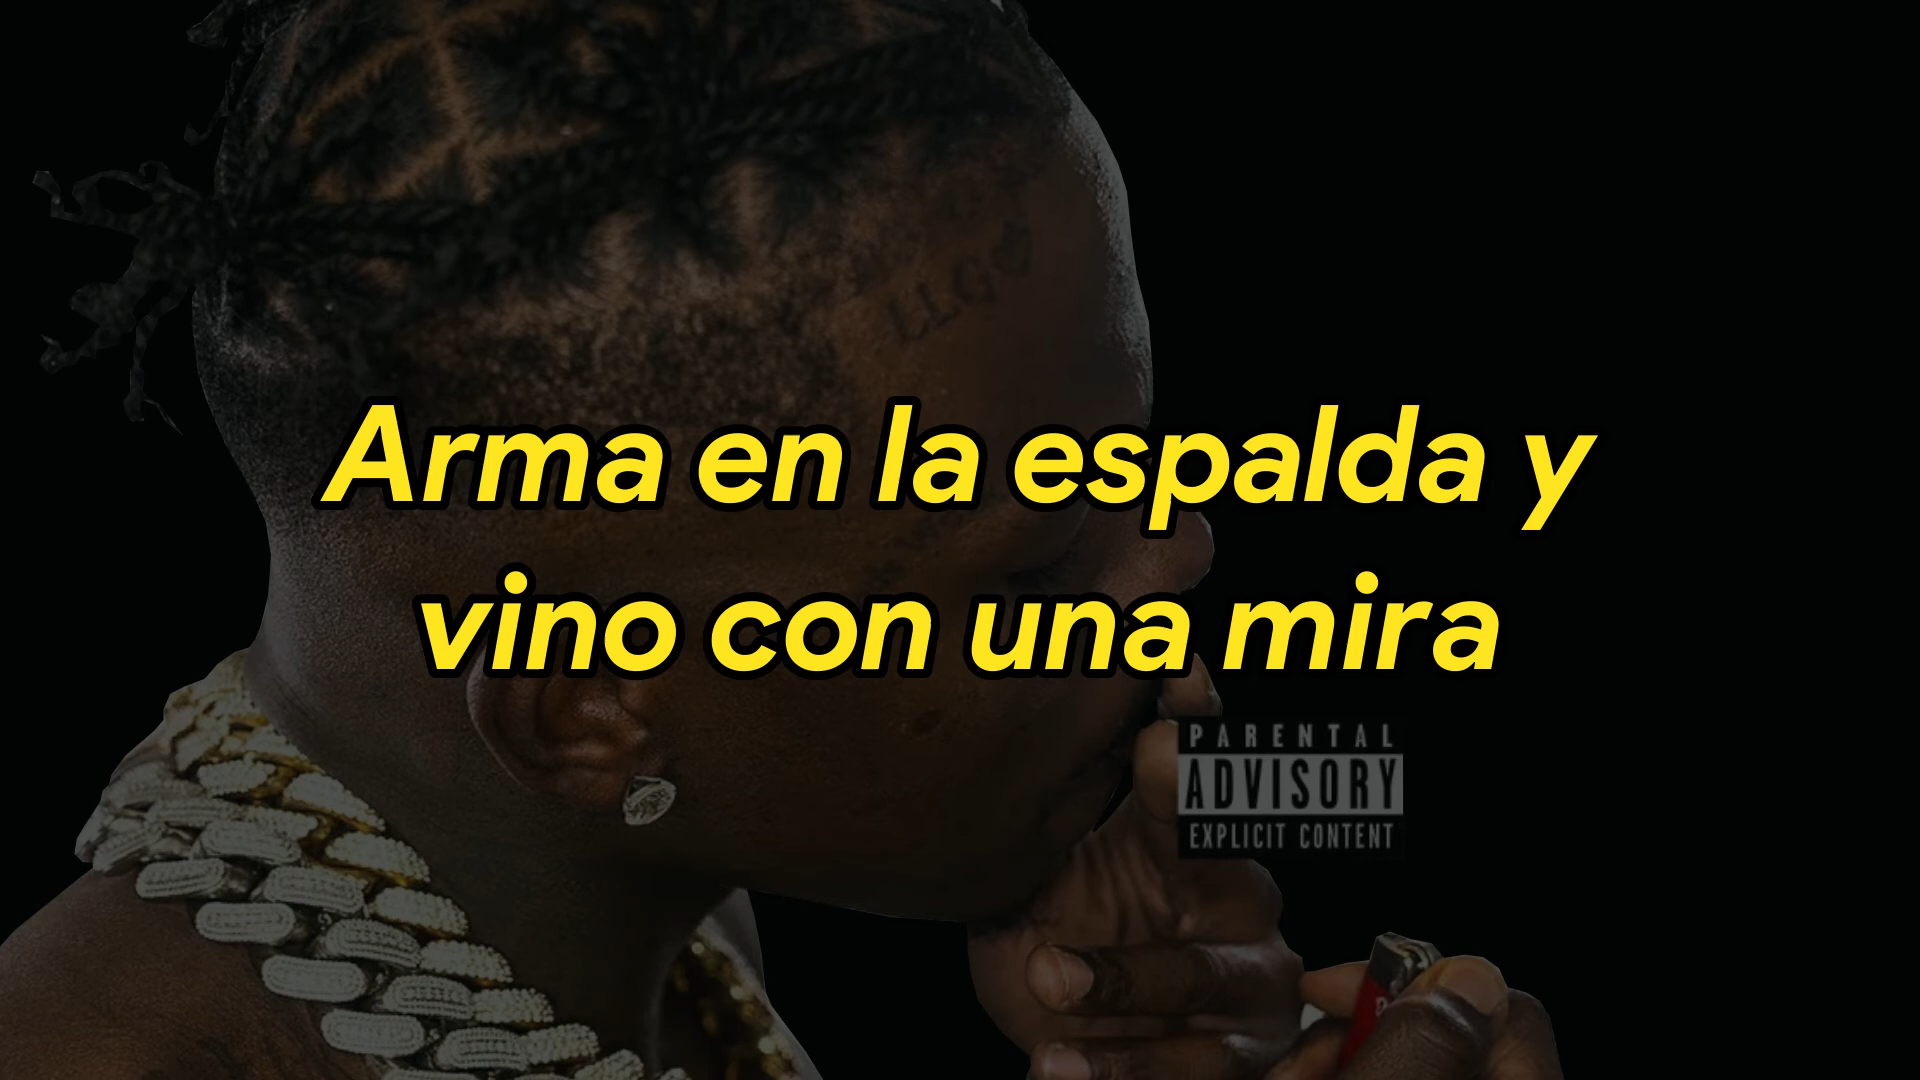 Arma en la espalda y
vino con una mira
PARENTAL
ADVISORY
EXPLICIT CONTENT